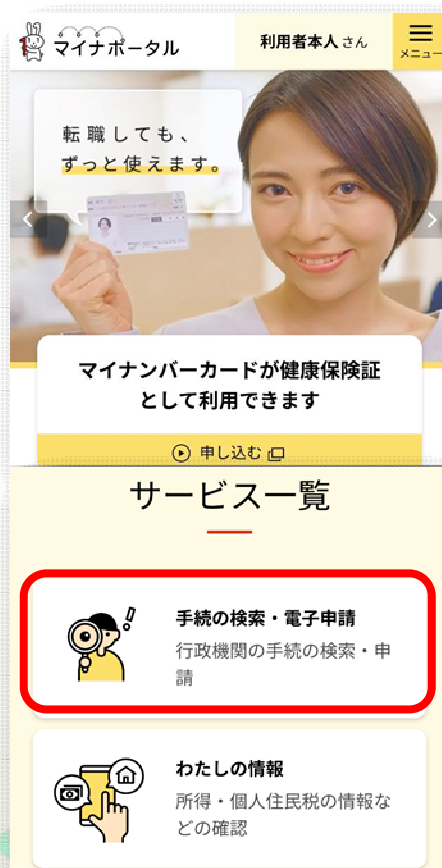 マイナポータル
利用者本人さん
メニュー
転職しても、
ずっと使えます。
マイナンバーカードが健康保険証
として利用できます
申し込む
サービス一覧
手続の検索・電子申請
行政機関の手続の検索・申
請
わたしの情報
所得・個人住民税の情報な
どの確認